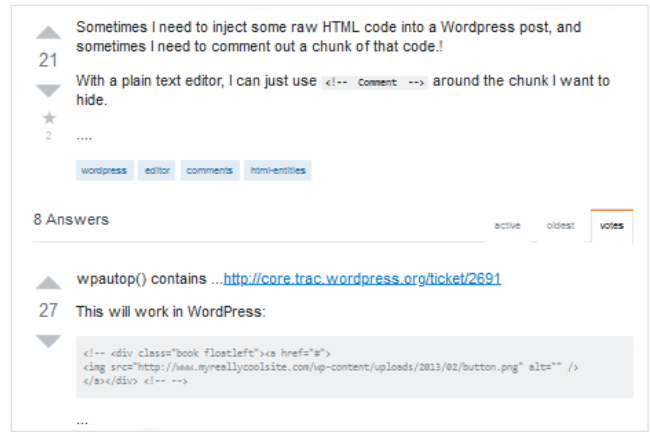 Sometimes I need to inject some raw HTML code into a Wordpress post, and
sometimes I need to comment out a chunk of that code.!
21
With a plain text editor, I can just use <!-- Comment --> around the chunk I want to
hide.
2
....
wordpress editor comments html-entities
8 Answers
active oldest votes
wpautop() contains ...http://core.trac.wordpress.org/ticket/2691
27
This will work in WordPress:
<!-- <div class="book floatleft"><a href="#">
<img src="http://www.myreallycoolsite.com/wp-content/uploads/2013/02/button.png" alt="" />
</a></div> <!-- -->
...